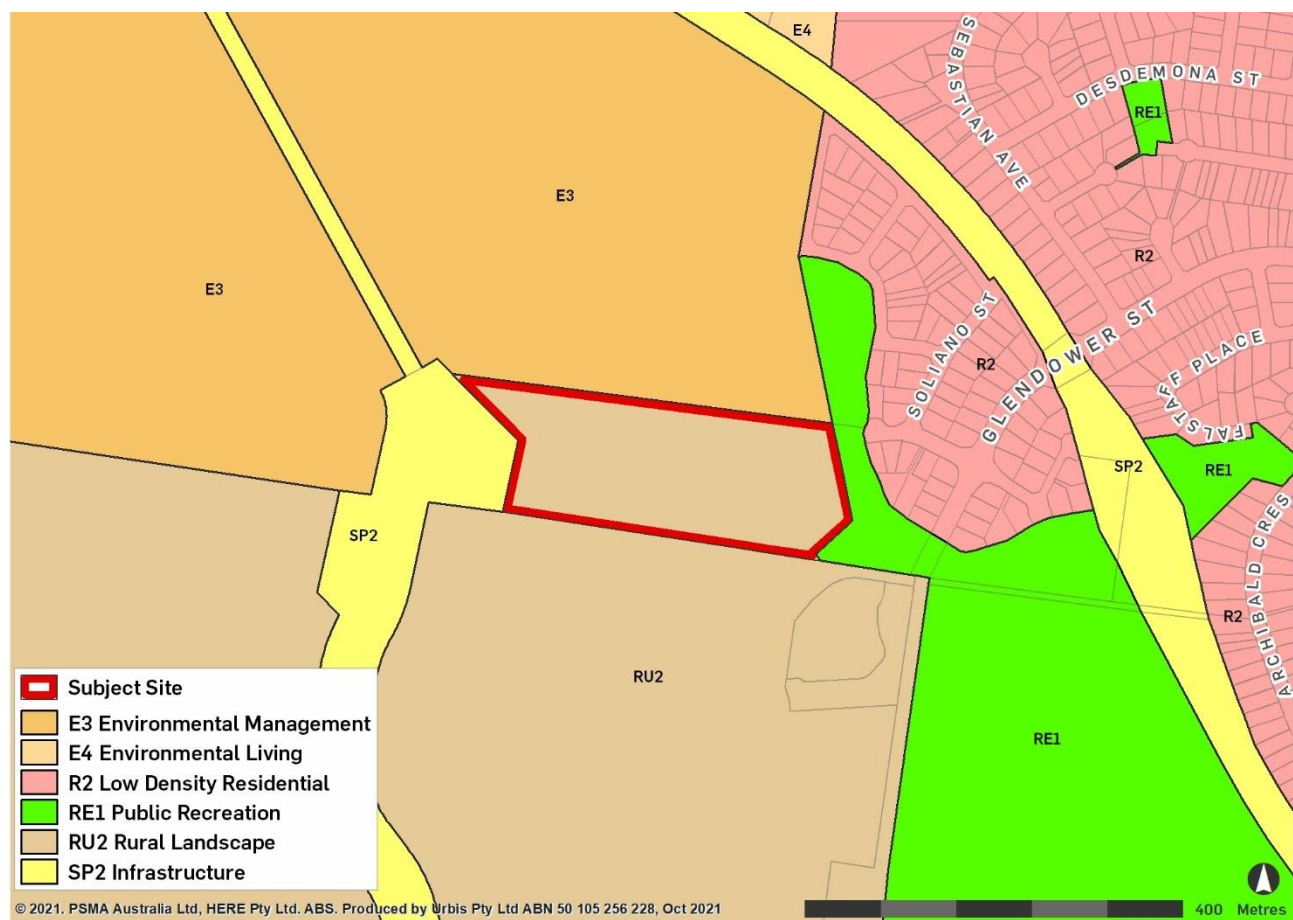 E4
SEBASTIAN AVE
DESDEMONA ST
RE1
E3
R2
E3
SOLIANO ST
R2
GLENDOWER ST
FALSTAFF PLACE
SP2
RE1
ARCHIBALD CRES
SP2
R2
RU2
RE1
Subject Site
E3 Environmental Management
E4 Environmental Living
R2 Low Density Residential
RE1 Public Recreation
RU2 Rural Landscape
SP2 Infrastructure
© 2021. PSMA Australia Ltd, HERE Pty Ltd. ABS. Produced by Urbis Pty Ltd ABN 50 105 256 228, Oct 2021
400 Metres